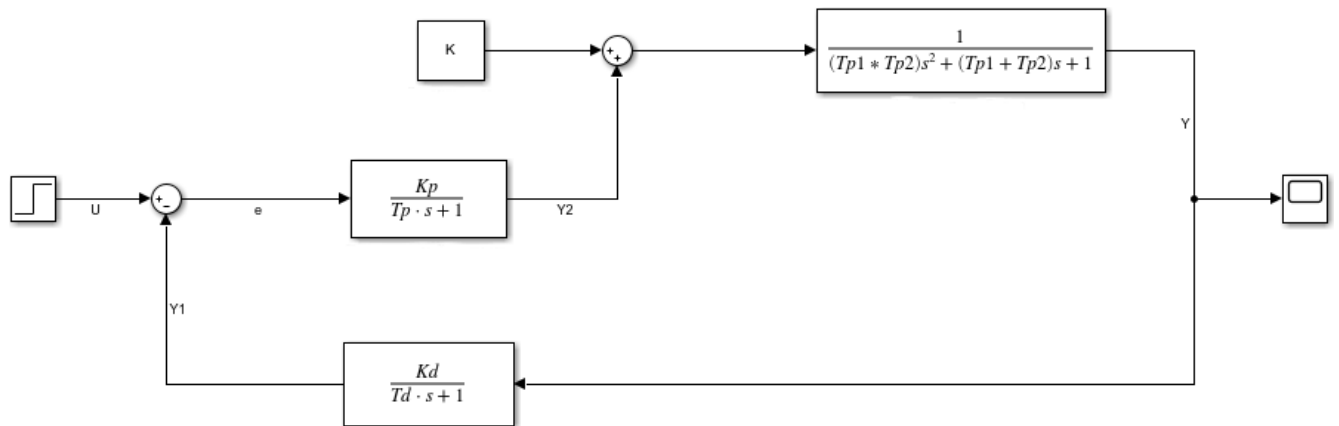 K
++
1
(Tp1 * Tp2)s² + (Tp1 + Tp2)s + 1
Y
U
+−
e
Kp
Tp · s + 1
Y2
Y1
Kd
Td · s + 1